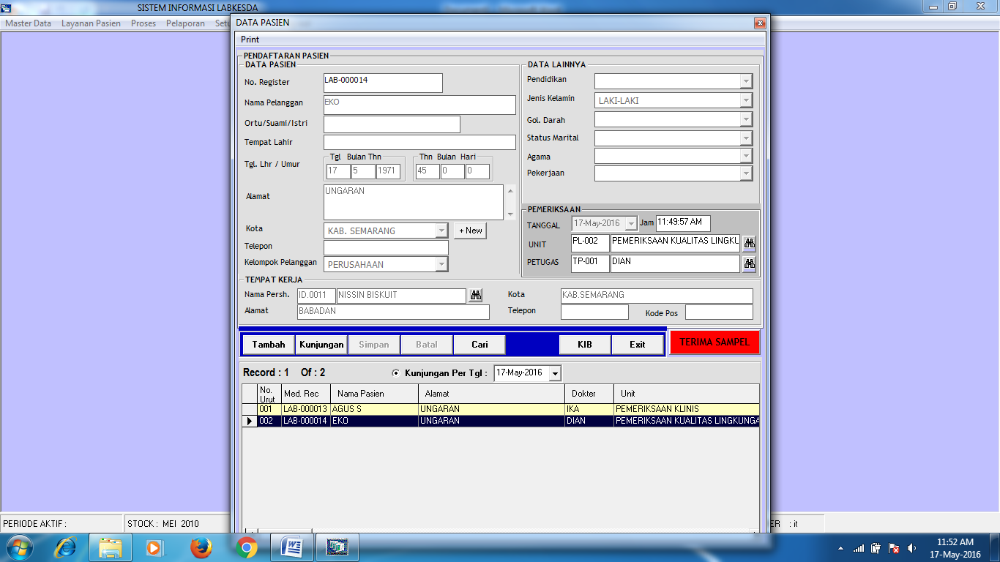 SISTEM INFORMASI LABKESDA
Master Data Layanan Pasien Proses Pelaporan
DATA PASIEN
Print
PENDAFTARAN PASIEN
DATA PASIEN
No. Register LAB-000014
Nama Pelanggan EKO
Ortu/Suami/Istri
Tempat Lahir
Tgl Bulan Thn Thn Bulan Hari
Tgl. Lhr / Umur 17 5 1971 45 0 0
Alamat UNGARAN
Kota KAB. SEMARANG + New
Telepon
Kelompok Pelanggan PERUSAHAAN
DATA LAINNYA
Pendidikan
Jenis Kelamin LAKI-LAKI
Gol. Darah
Status Marital
Agama
Pekerjaan
PEMERIKSAAN
TANGGAL 17-May-2016 Jam 11:49:57 AM
UNIT PL-002 PEMERIKSAAN KUALITAS LINGKU
PETUGAS TP-001 DIAN
TEMPAT KERJA
Nama Persh. ID.0011 NISSIN BISKUIT Kota KAB.SEMARANG
Alamat BABADAN Telepon Kode Pos
Tambah Kunjungan Simpan Batal Cari KIB Exit TERIMA SAMPEL
Record : 1 Of : 2 Kunjungan Per Tgl : 17-May-2016
No. Urut Med. Rec Nama Pasien Alamat Dokter Unit
001 LAB-000013 AGUS S UNGARAN IKA PEMERIKSAAN KLINIS
002 LAB-000014 EKO UNGARAN DIAN PEMERIKSAAN KUALITAS LINGKUNGA
PERIODE AKTIF : STOCK : MEI 2010 ER : it
11:52 AM
17-May-2016